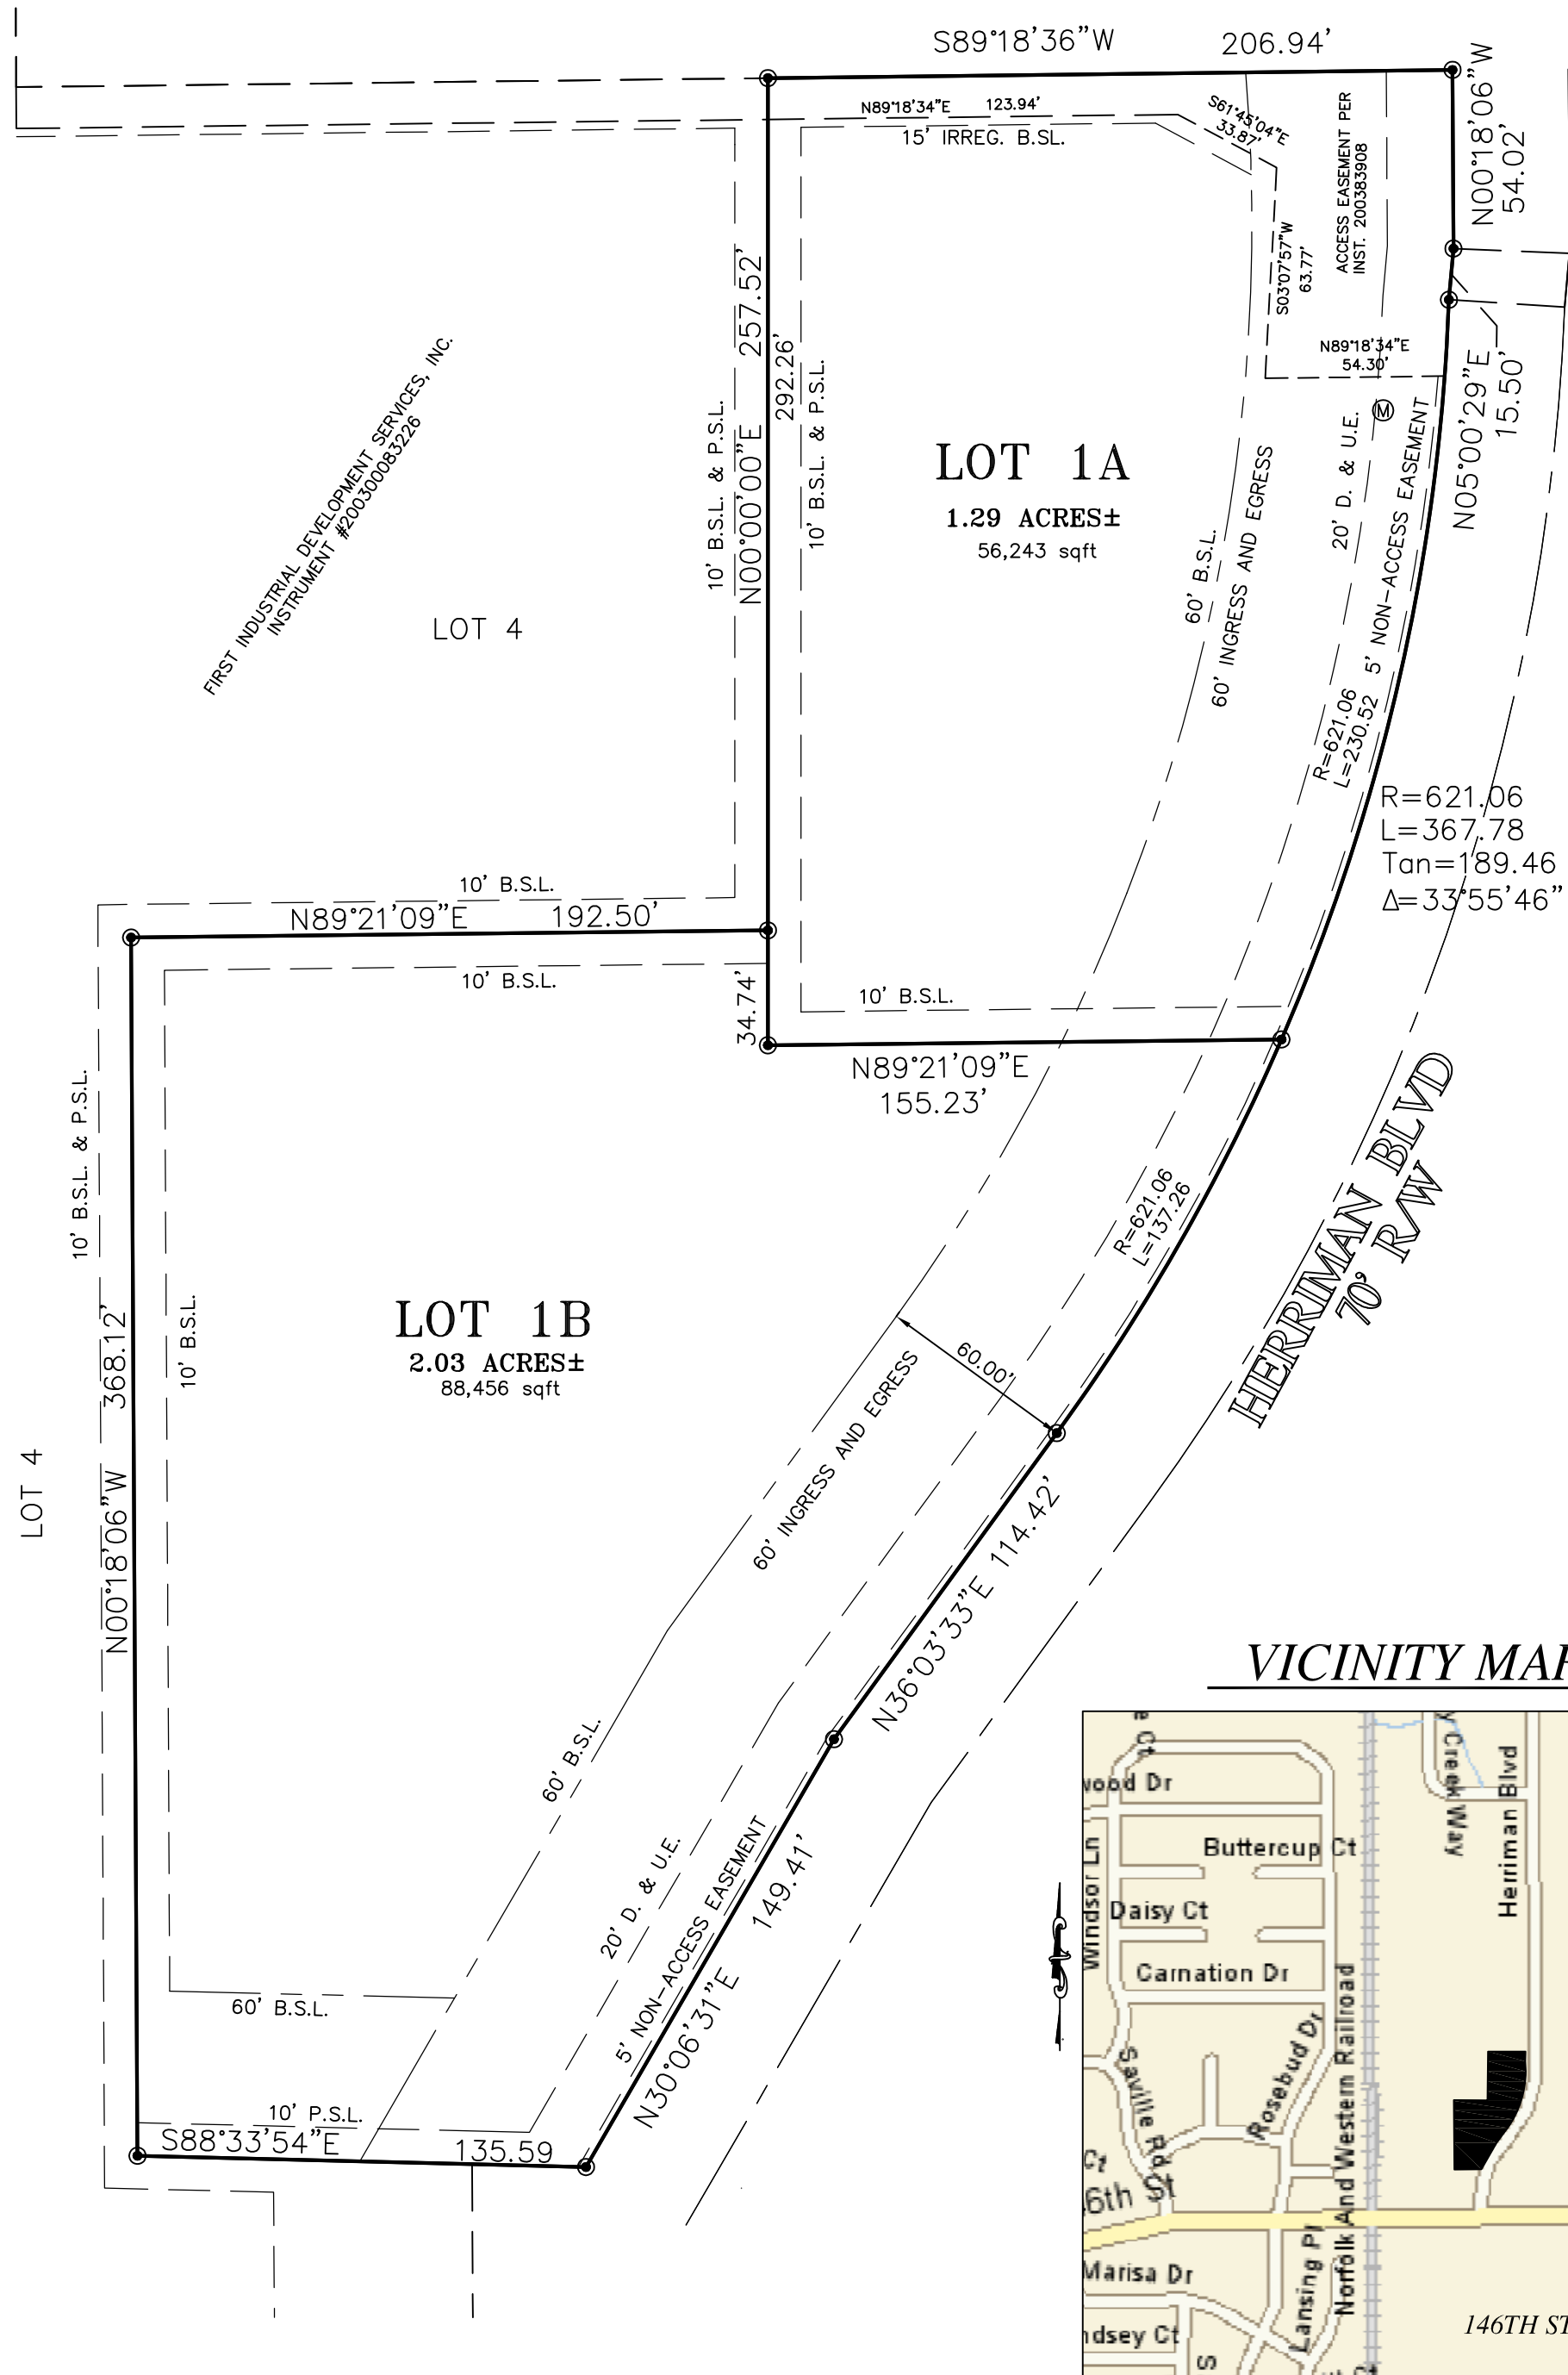 S89°18'36"W 206.94'
N00°18'06"W
54.02'
N89°18'34"E 123.94'
15' IRREG. B.SL.
S61°45'04"E
33.87'
ACCESS EASEMENT PER
INST. 200383908
S03°07'57"W
63.77'
N89°18'34"E
54.30'
N05°00'29"E
15.50'
FIRST INDUSTRIAL DEVELOPMENT SERVICES, INC.
INSTRUMENT #200300083226
LOT 4
10' B.S.L. & P.S.L.
N00°00'00"E 257.52'
292.26'
10' B.S.L. & P.S.L.
LOT 1A
1.29 ACRES±
56,243 sqft
60' B.S.L.
60' INGRESS AND EGRESS
20' D. & U.E.
M
5' NON-ACCESS EASEMENT
R=621.06
L=230.52
R=621.06
L=367.78
Tan=189.46
Δ=33°55'46"
10' B.S.L.
N89°21'09"E 192.50'
10' B.S.L.
34.74'
10' B.S.L.
N89°21'09"E
155.23'
10' B.S.L. & P.S.L.
N00°18'06"W 368.12'
10' B.S.L.
LOT 4
LOT 1B
2.03 ACRES±
88,456 sqft
R=621.06
L=137.26
HERRIMAN BLVD
70' R/W
60.00'
60' INGRESS AND EGRESS
N36°03'33"E 114.42'
60' B.S.L.
20' D. & U.E.
5' NON-ACCESS EASEMENT
149.41'
N30°06'31"E
60' B.S.L.
10' P.S.L.
S88°33'54"E 135.59
VICINITY MAP
e Ct
wood Dr
y Creek Way
Herriman Blvd
Buttercup Ct
Windsor Ln
Daisy Ct
Carnation Dr
Rosebud Dr
Saville Rd
Norfolk And Western Railroad
Ct
6th St
Marisa Dr
Lansing Pl
ndsey Ct
S
Ct
146TH ST